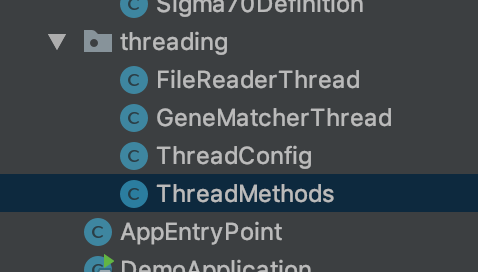 Sigma70Definition
threading
FileReaderThread
GeneMatcherThread
ThreadConfig
ThreadMethods
AppEntryPoint
DemoApplication